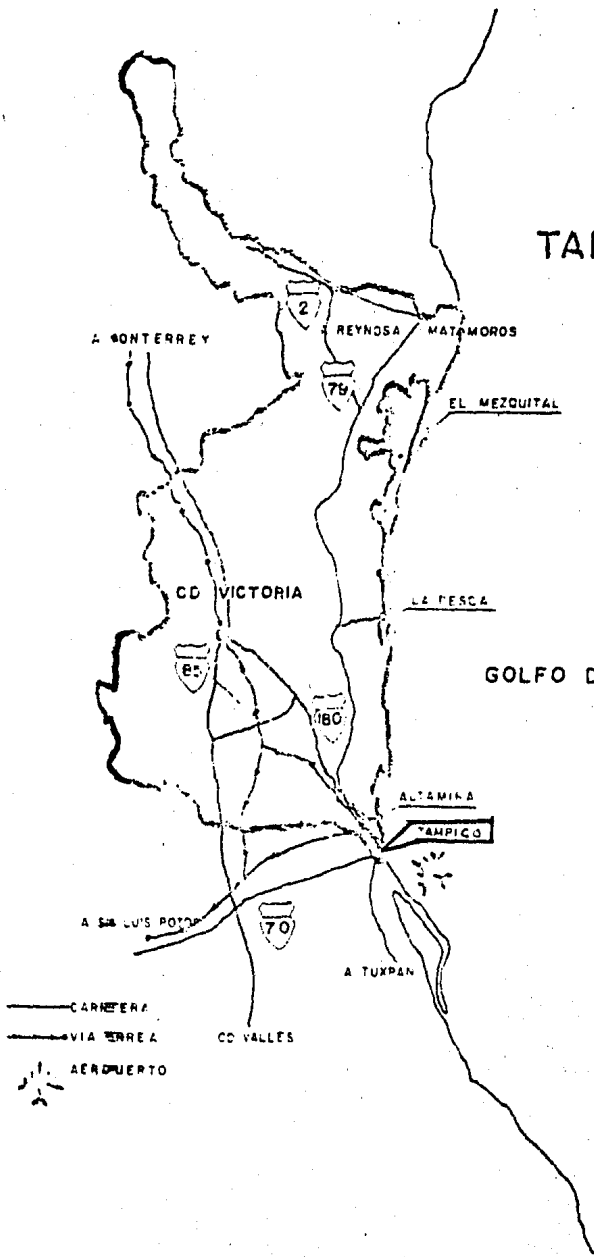 TA
2
REYNOSA
MATAMOROS
A MONTERREY
79
EL MEZQUITAL
CD VICTORIA
LA PESCA
85
GOLFO D
180
ALTAMIRA
TAMPICO
A SAN LUIS POTOSI
70
A TUXPAN
CARRETERA
VIA FERREA
CD VALLES
AEROPUERTO